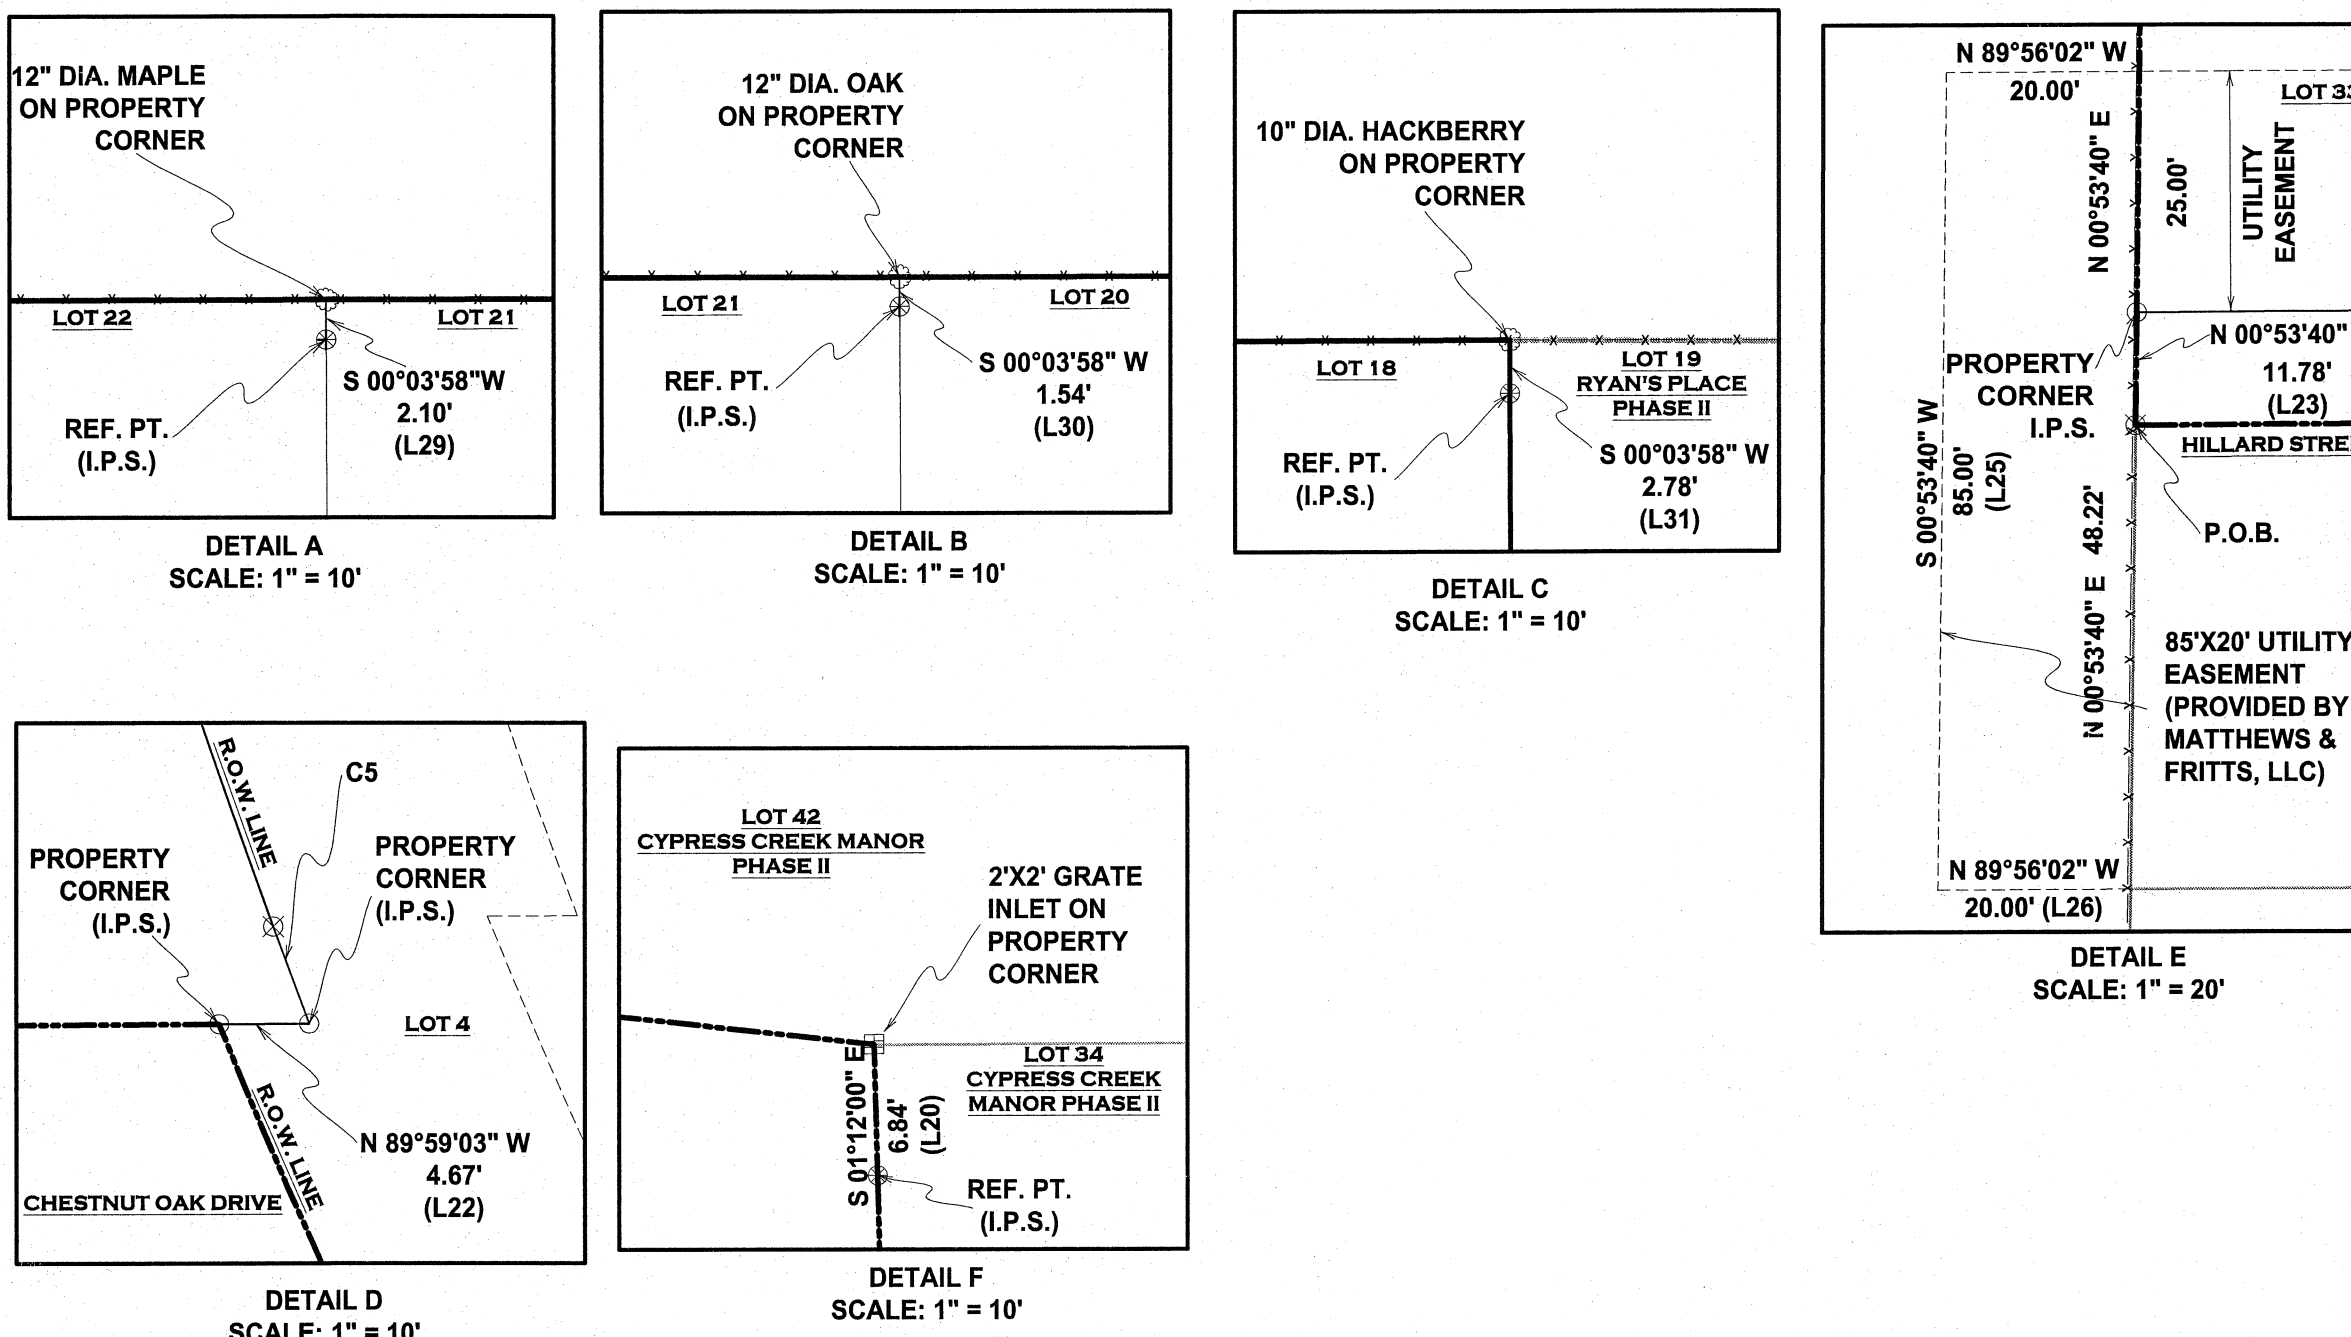 12" DIA. MAPLE
ON PROPERTY
CORNER
LOT 22
LOT 21
S 00°03'58"W
2.10'
(L29)
REF. PT.
(I.P.S.)
DETAIL A
SCALE: 1" = 10'
12" DIA. OAK
ON PROPERTY
CORNER
LOT 21
LOT 20
REF. PT.
(I.P.S.)
S 00°03'58" W
1.54'
(L30)
DETAIL B
SCALE: 1" = 10'
10" DIA. HACKBERRY
ON PROPERTY
CORNER
LOT 18
LOT 19
RYAN'S PLACE
PHASE II
REF. PT.
(I.P.S.)
S 00°03'58" W
2.78'
(L31)
DETAIL C
SCALE: 1" = 10'
N 89°56'02" W
20.00'
LOT 33
N 00°53'40" E
25.00'
UTILITY
EASEMENT
N 00°53'40"
11.78'
(L23)
PROPERTY
CORNER
I.P.S.
HILLARD STRE
S 00°53'40" W
85.00'
(L25)
N 00°53'40" E 48.22'
P.O.B.
85'X20' UTILITY
EASEMENT
(PROVIDED BY
MATTHEWS &
FRITTS, LLC)
N 89°56'02" W
20.00' (L26)
DETAIL E
SCALE: 1" = 20'
R.O.W. LINE
C5
PROPERTY
CORNER
(I.P.S.)
PROPERTY
CORNER
(I.P.S.)
LOT 4
R.O.W. LINE
N 89°59'03" W
4.67'
(L22)
CHESTNUT OAK DRIVE
DETAIL D
SCALE: 1" = 10'
LOT 42
CYPRESS CREEK MANOR
PHASE II
2'X2' GRATE
INLET ON
PROPERTY
CORNER
LOT 34
CYPRESS CREEK
MANOR PHASE II
S 01°12'00" E
6.84'
(L20)
REF. PT.
(I.P.S.)
DETAIL F
SCALE: 1" = 10'